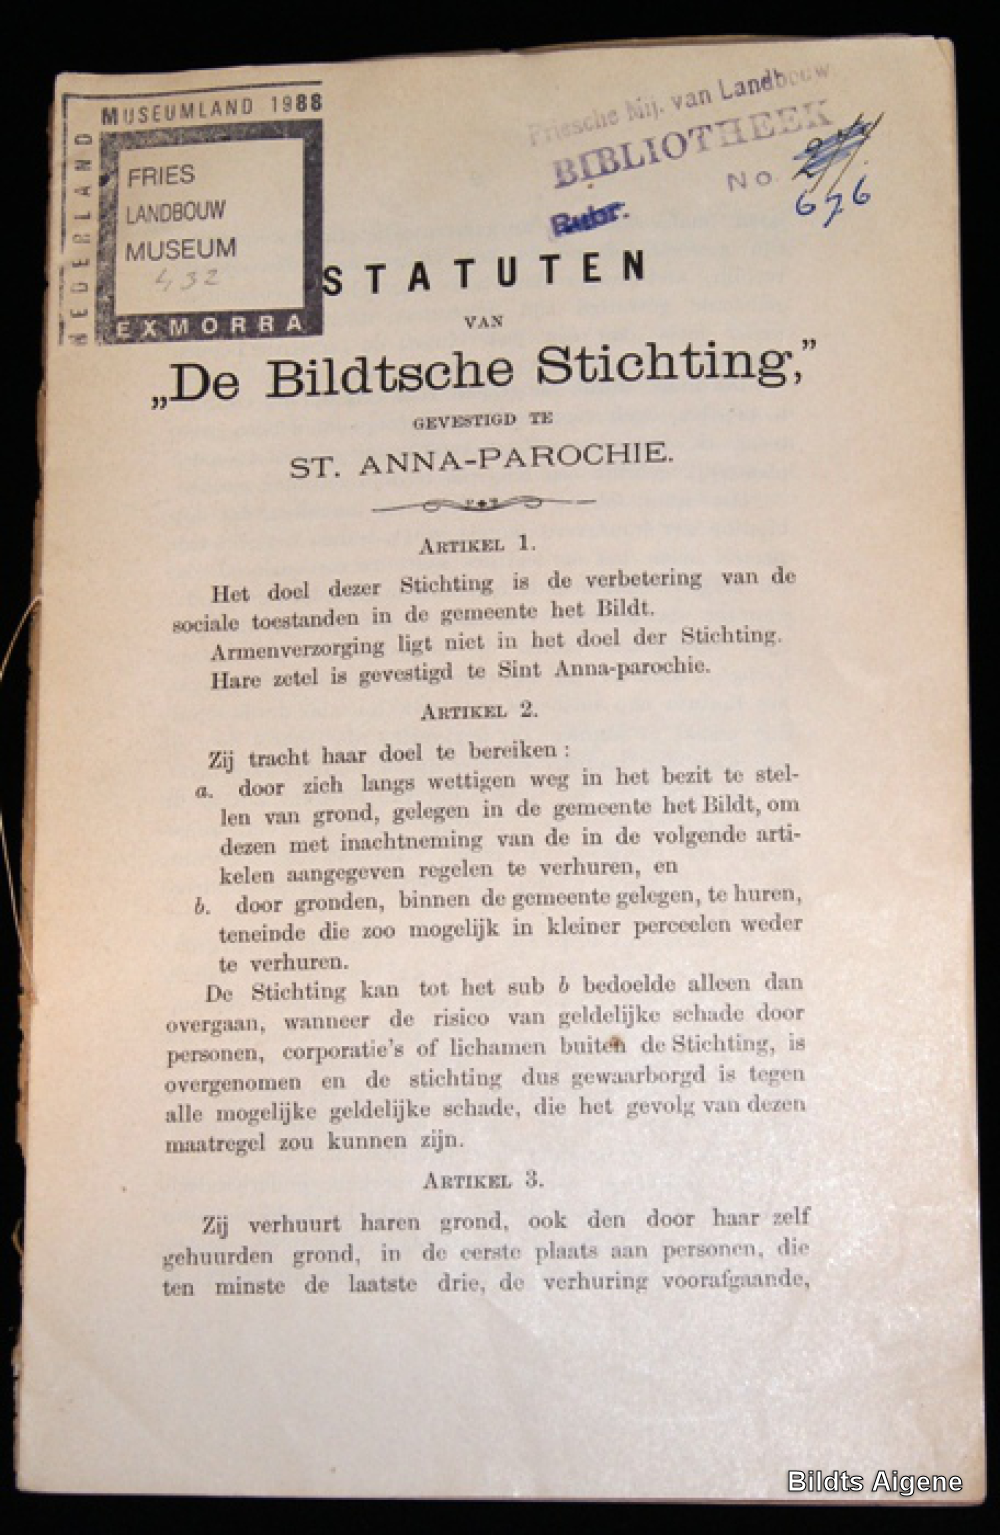 MUSEUMLAND 1988
NEDERLAND
FRIES
LANDBOUW
MUSEUM
432
EXMORRA
Friesche Mij. van Landbouw
BIBLIOTHEEK
No.
676
Rubr.
STATUTEN
VAN
„De Bildtsche Stichting,”
GEVESTIGD TE
ST. ANNA-PAROCHIE.
ARTIKEL 1.
Het doel dezer Stichting is de verbetering van de
sociale toestanden in de gemeente het Bildt.
Armenverzorging ligt niet in het doel der Stichting.
Hare zetel is gevestigd te Sint Anna-parochie.
ARTIKEL 2.
Zij tracht haar doel te bereiken :
a. door zich langs wettigen weg in het bezit te stel-
len van grond, gelegen in de gemeente het Bildt, om
dezen met inachtneming van de in de volgende arti-
kelen aangegeven regelen te verhuren, en
b. door gronden, binnen de gemeente gelegen, te huren,
teneinde die zoo mogelijk in kleiner perceelen weder
te verhuren.
De Stichting kan tot het sub b bedoelde alleen dan
overgaan, wanneer de risico van geldelijke schade door
personen, corporatie's of lichamen buiten de Stichting, is
overgenomen en de stichting dus gewaarborgd is tegen
alle mogelijke geldelijke schade, die het gevolg van dezen
maatregel zou kunnen zijn.
ARTIKEL 3.
Zij verhuurt haren grond, ook den door haar zelf
gehuurden grond, in de eerste plaats aan personen, die
ten minste de laatste drie, de verhuring voorafgaande,
Bildts Aigene